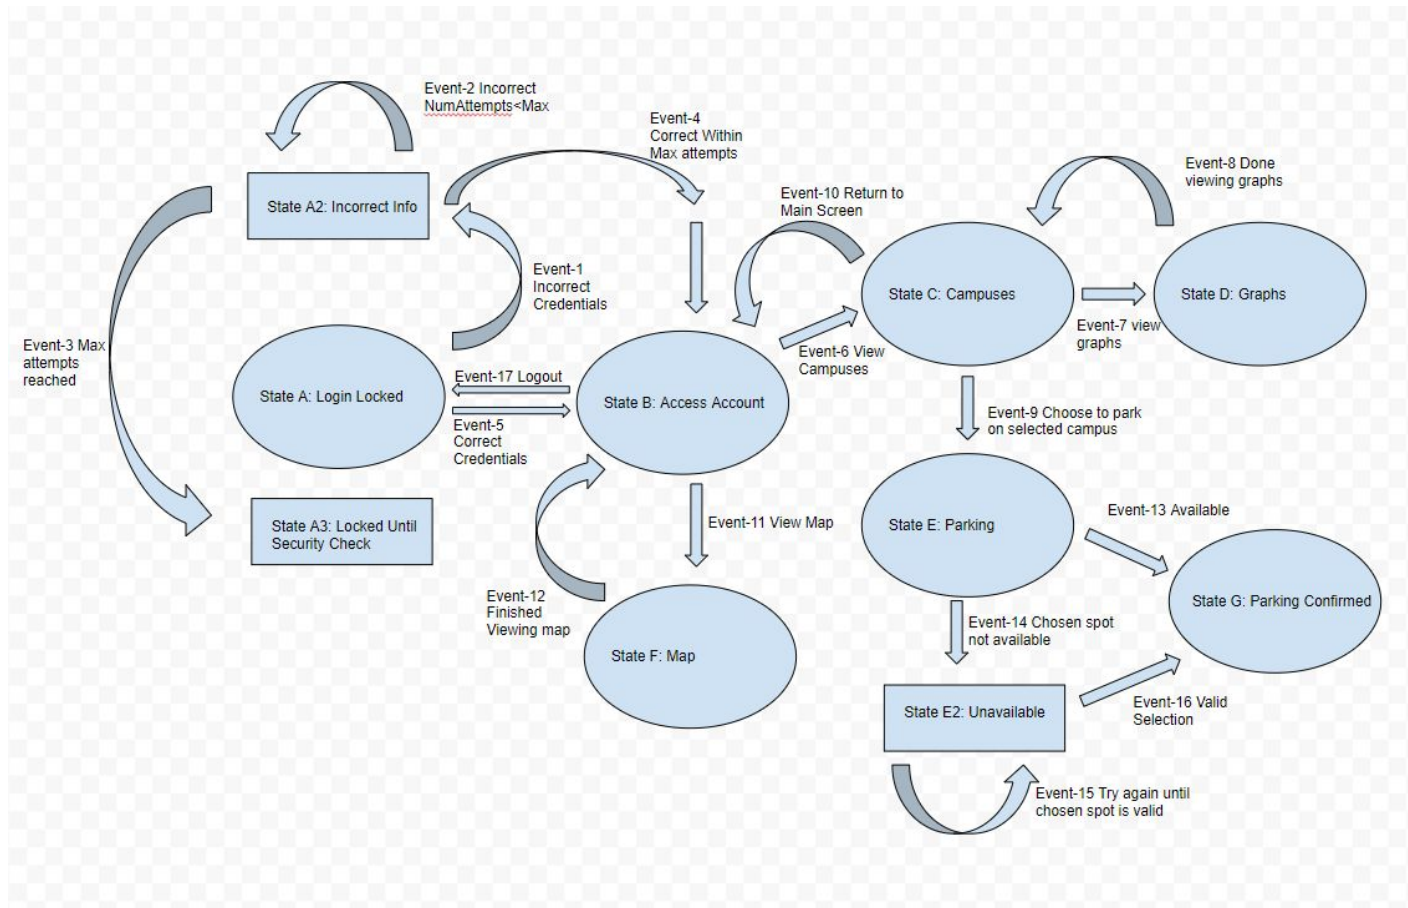 Event-2 Incorrect
NumAttempts<Max
Event-4
Correct Within
Max attempts
State A2: Incorrect Info
Event-10 Return to
Main Screen
Event-8 Done
viewing graphs
Event-1
Incorrect
Credentials
State C: Campuses
State D: Graphs
Event-7 view
graphs
Event-3 Max
attempts
reached
Event-6 View
Campuses
State A: Login Locked
Event-17 Logout
State B: Access Account
Event-5
Correct
Credentials
Event-9 Choose to park
on selected campus
State A3: Locked Until
Security Check
Event-11 View Map
State E: Parking
Event-13 Available
Event-12
Finished
Viewing map
State G: Parking Confirmed
Event-14 Chosen spot
not available
State F: Map
State E2: Unavailable
Event-16 Valid
Selection
Event-15 Try again until
chosen spot is valid